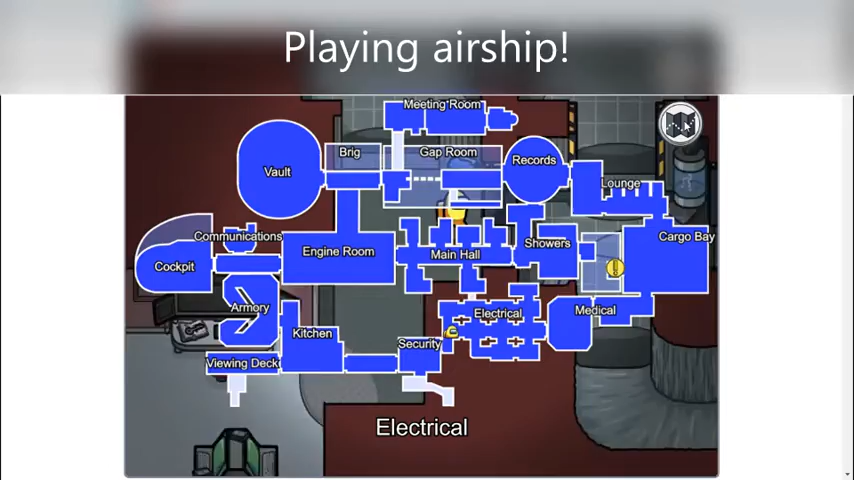 Playing airship!
Meeting Room
Brig
Gap Room
Records
Vault
Lounge
Communications
Cockpit
Engine Room
Main Hall
Showers
Cargo Bay
Armory
Kitchen
Electrical
Medical
Security
Viewing Deck
Electrical